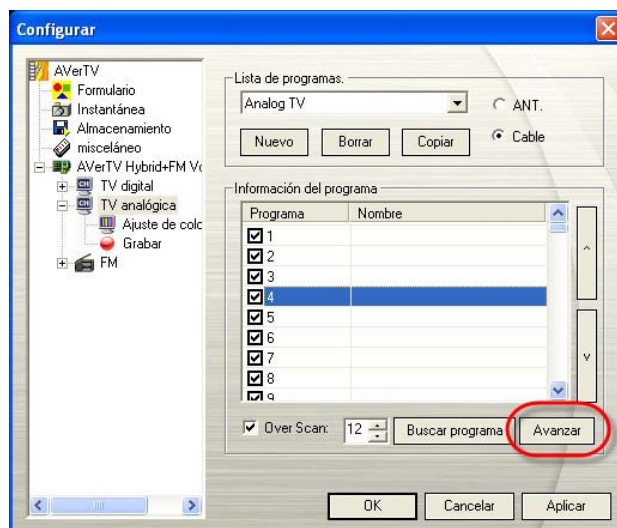 Configurar
AVerTV
Formulario
Instantánea
Almacenamiento
misceláneo
AVerTV Hybrid+FM Vo
TV digital
TV analógica
Ajuste de colo
Grabar
FM
Lista de programas.
Analog TV
ANT.
Cable
Nuevo
Borrar
Copiar
Información del programa
Programa Nombre
1
2
3
4
5
6
7
8
9
Over Scan: 12 Buscar programa Avanzar
OK Cancelar Aplicar